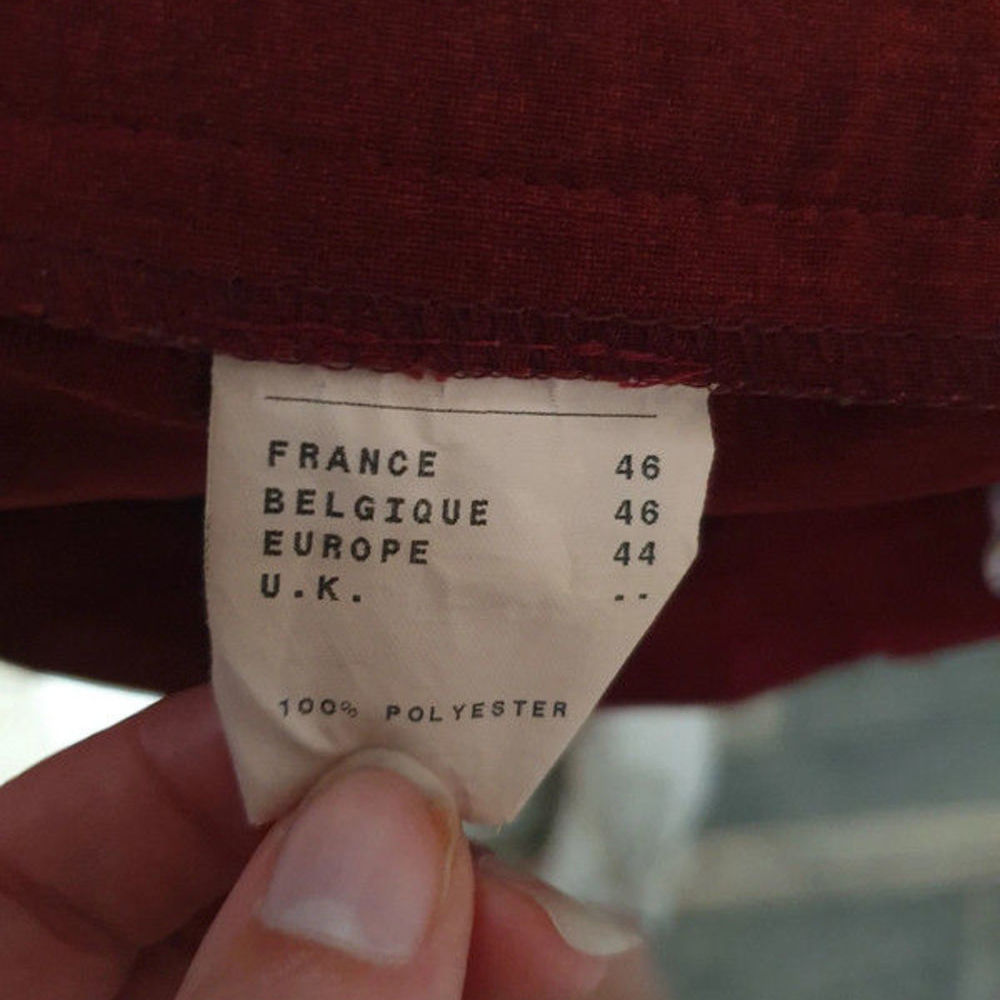 FRANCE 46
BELGIQUE 46
EUROPE 44
U.K. --
100% POLYESTER